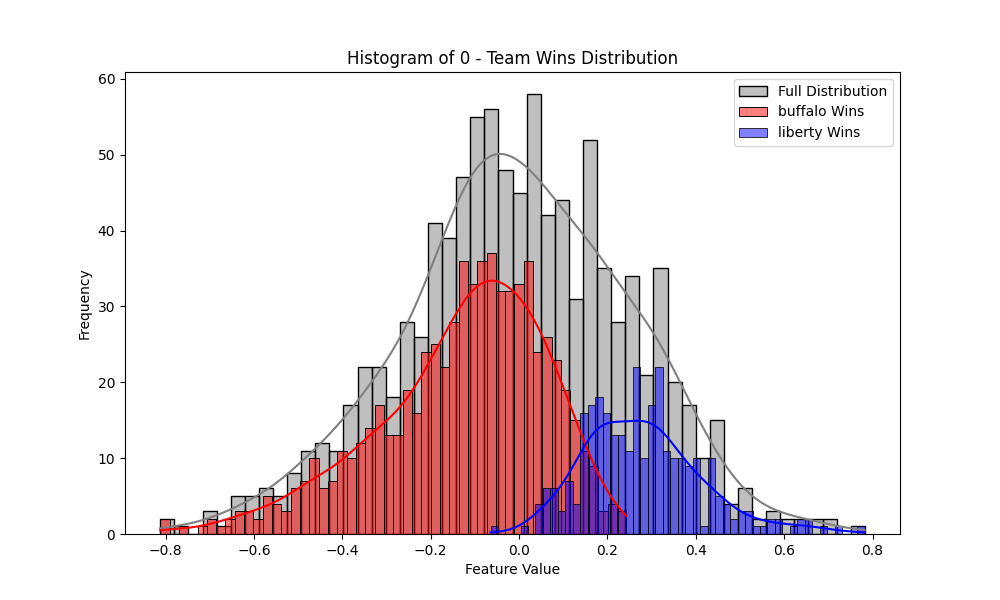 Histogram of 0 - Team Wins Distribution
Full Distribution
buffalo Wins
liberty Wins
Frequency
60
50
40
30
20
10
0
−0.8 −0.6 −0.4 −0.2 0.0 0.2 0.4 0.6 0.8
Feature Value